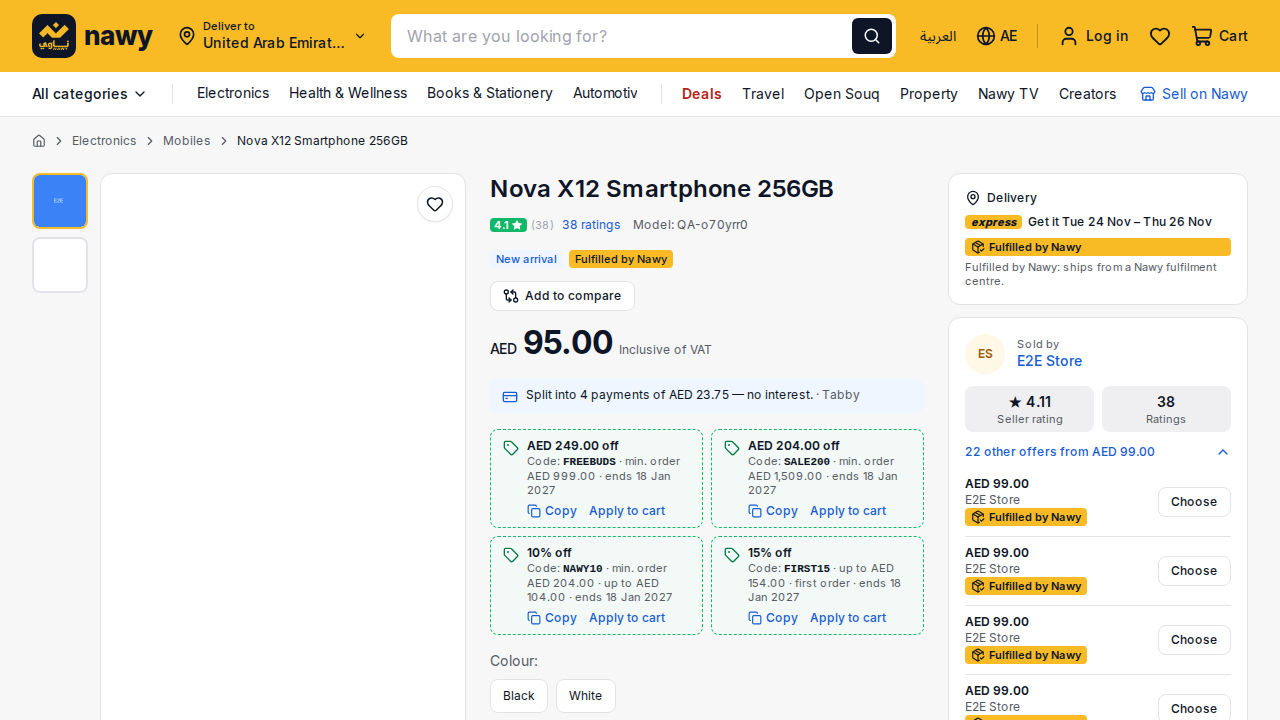 ناوي
NAWY
nawy
Deliver to
United Arab Emirat...
What are you looking for?
العربية
AE
Log in
Cart
All categories
Electronics
Health & Wellness
Books & Stationery
Automotiv
Deals
Travel
Open Souq
Property
Nawy TV
Creators
Sell on Nawy
Electronics
Mobiles
Nova X12 Smartphone 256GB
E2E
Nova X12 Smartphone 256GB
4.1 ★ (38) 38 ratings Model: QA-o70yrr0
New arrival
Fulfilled by Nawy
Add to compare
AED 95.00 Inclusive of VAT
Split into 4 payments of AED 23.75 — no interest. · Tabby
AED 249.00 off
Code: FREEBUDS · min. order
AED 999.00 · ends 18 Jan
2027
Copy Apply to cart
AED 204.00 off
Code: SALE200 · min. order
AED 1,509.00 · ends 18 Jan
2027
Copy Apply to cart
10% off
Code: NAWY10 · min. order
AED 204.00 · up to AED
104.00 · ends 18 Jan 2027
Copy Apply to cart
15% off
Code: FIRST15 · up to AED
154.00 · first order · ends 18
Jan 2027
Copy Apply to cart
Colour:
Black
White
Delivery
express Get it Tue 24 Nov – Thu 26 Nov
Fulfilled by Nawy
Fulfilled by Nawy: ships from a Nawy fulfilment
centre.
ES
Sold by
E2E Store
★ 4.11
Seller rating
38
Ratings
22 other offers from AED 99.00
AED 99.00
E2E Store
Fulfilled by Nawy
Choose
AED 99.00
E2E Store
Fulfilled by Nawy
Choose
AED 99.00
E2E Store
Fulfilled by Nawy
Choose
AED 99.00
E2E Store
Fulfilled by Nawy
Choose